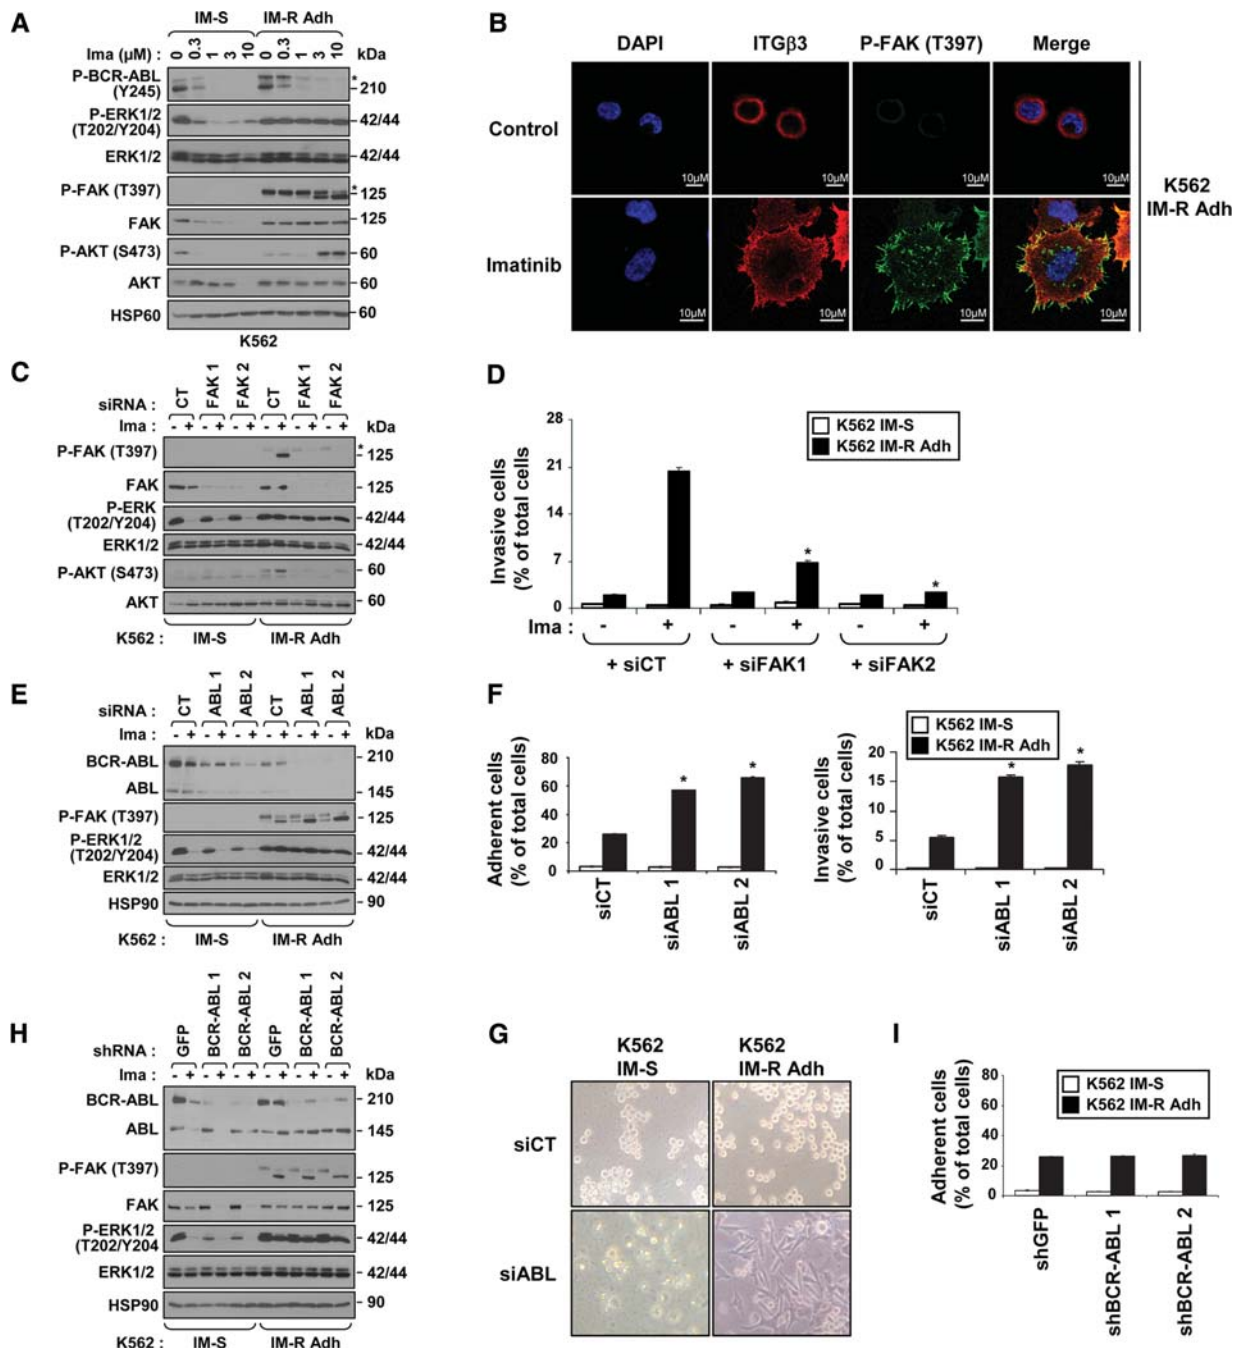 A
IM-S IM-R Adh
Ima (µM) : 0 0.3 1 3 10 0 0.3 1 3 10 kDa
P-BCR-ABL (Y245) * 210
P-ERK1/2 (T202/Y204) 42/44
ERK1/2 42/44
P-FAK (T397) * 125
FAK 125
P-AKT (S473) 60
AKT 60
HSP60 60
K562
B
DAPI ITGβ3 P-FAK (T397) Merge
Control
10µM 10µM 10µM 10µM
Imatinib
10µM 10µM 10µM 10µM
K562
IM-R Adh
C
siRNA : CT FAK 1 FAK 2 CT FAK 1 FAK 2
Ima : - + - + - + - + - + - + kDa
P-FAK (T397) * 125
FAK 125
P-ERK (T202/Y204) 42/44
ERK1/2 42/44
P-AKT (S473) 60
AKT 60
K562 : IM-S IM-R Adh
D
Invasive cells
(% of total cells)
28
21
14
7
0
K562 IM-S
K562 IM-R Adh
* *
Ima : - + - + - +
+ siCT + siFAK1 + siFAK2
E
siRNA : CT ABL 1 ABL 2 CT ABL 1 ABL 2
Ima : - + - + - + - + - + - + kDa
BCR-ABL 210
ABL 145
P-FAK (T397) 125
P-ERK1/2 (T202/Y204) 42/44
ERK1/2 42/44
HSP90 90
K562 : IM-S IM-R Adh
F
Adherent cells
(% of total cells)
80
60
40
20
0
* *
siCT siABL 1 siABL 2
K562 IM-S
K562 IM-R Adh
Invasive cells
(% of total cells)
20
15
10
5
0
* *
siCT siABL 1 siABL 2
H
shRNA : GFP BCR-ABL 1 BCR-ABL 2 GFP BCR-ABL 1 BCR-ABL 2
Ima : - + - + - + - + - + - + kDa
BCR-ABL 210
ABL 145
P-FAK (T397) 125
FAK 125
P-ERK1/2 (T202/Y204 42/44
ERK1/2 42/44
HSP90 90
K562 : IM-S IM-R Adh
G
K562 IM-S K562 IM-R Adh
siCT
siABL
I
Adherent cells
(% of total cells)
80
60
40
20
0
K562 IM-S
K562 IM-R Adh
shGFP shBCR-ABL 1 shBCR-ABL 2